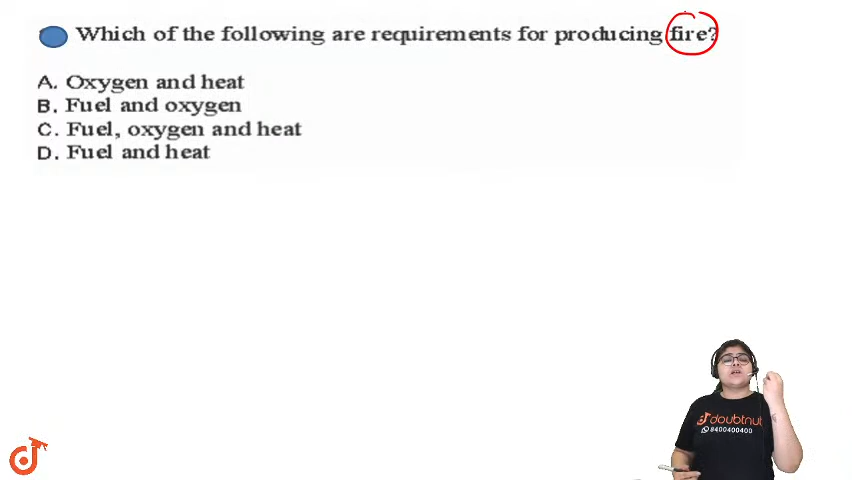 Which of the following are requirements for producing fire?
A. Oxygen and heat
B. Fuel and oxygen
C. Fuel, oxygen and heat
D. Fuel and heat
doubtnut
8400400400